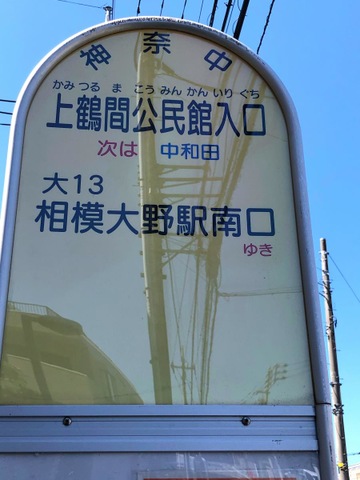 神奈中
かみつる ま こう みん かん いり ぐち
上鶴間公民館入口
次は 中和田
大13
相模大野駅南口
ゆき